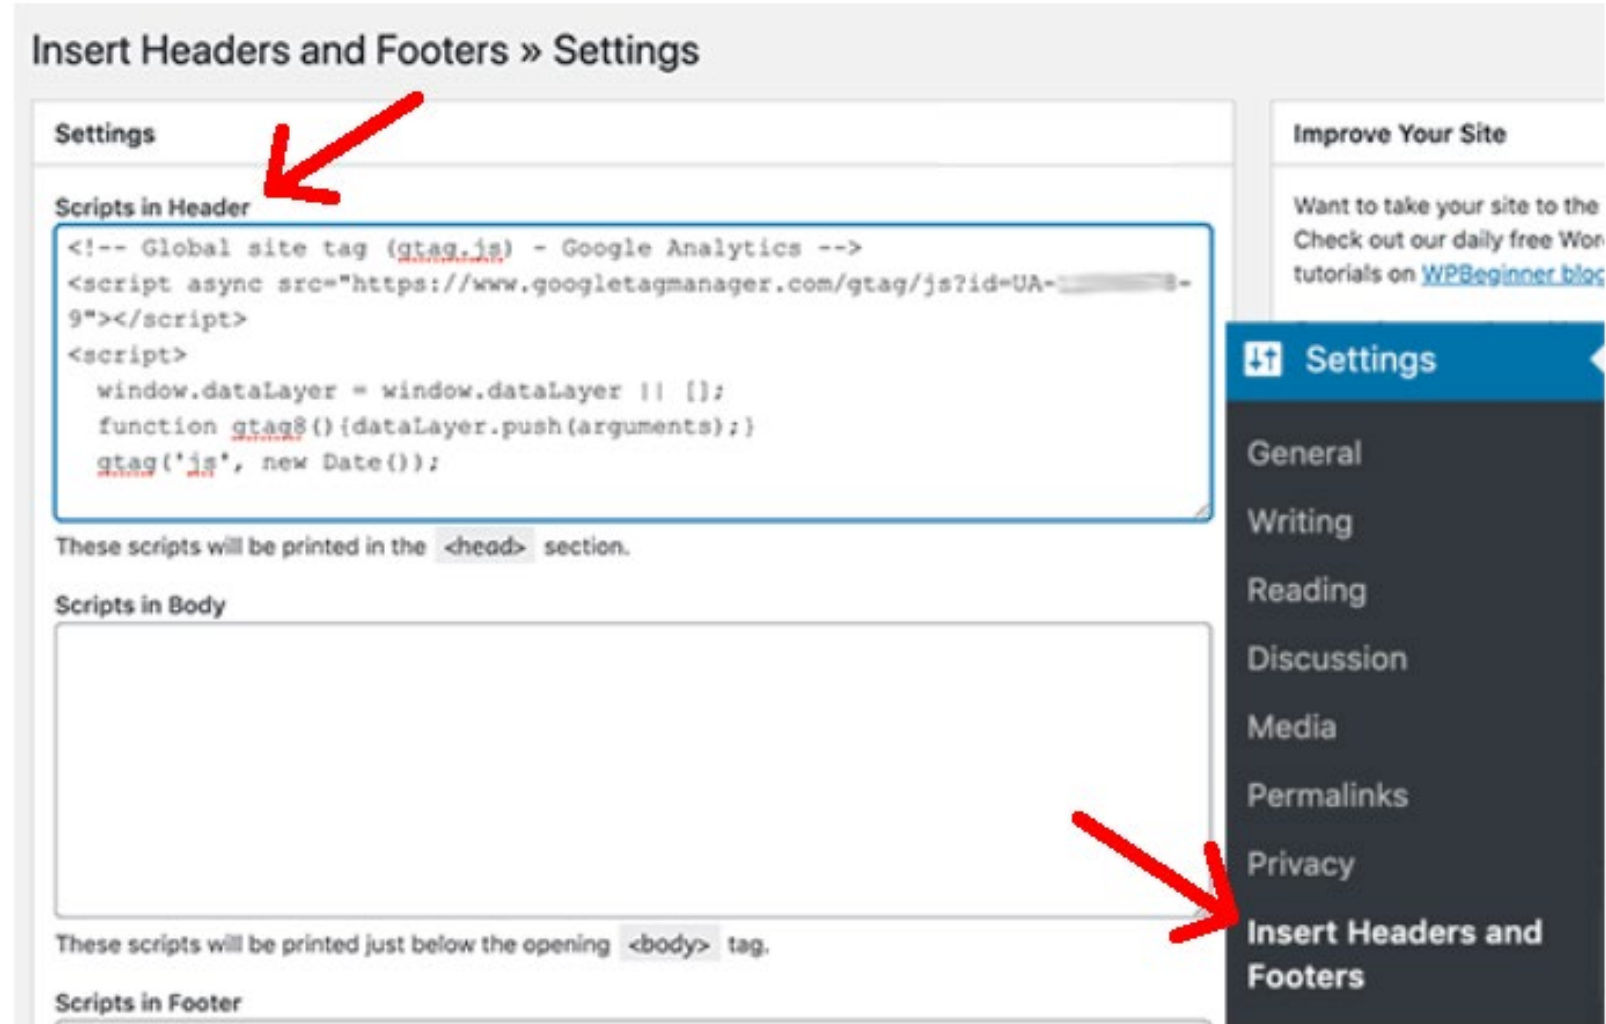 Insert Headers and Footers » Settings
Settings
Scripts in Header
<!-- Global site tag (gtag.js) - Google Analytics -->
<script async src="https://www.googletagmanager.com/gtag/js?id=UA-
8-
9"></script>
<script>
window.dataLayer = window.dataLayer || [];
function gtag8(){dataLayer.push(arguments);}
gtag('js', new Date());
These scripts will be printed in the <head> section.
Scripts in Body
These scripts will be printed just below the opening <body> tag.
Scripts in Footer
Improve Your Site
Want to take your site to the
Check out our daily free Wor
tutorials on WPBeginner bloc
Settings
General
Writing
Reading
Discussion
Media
Permalinks
Privacy
Insert Headers and
Footers